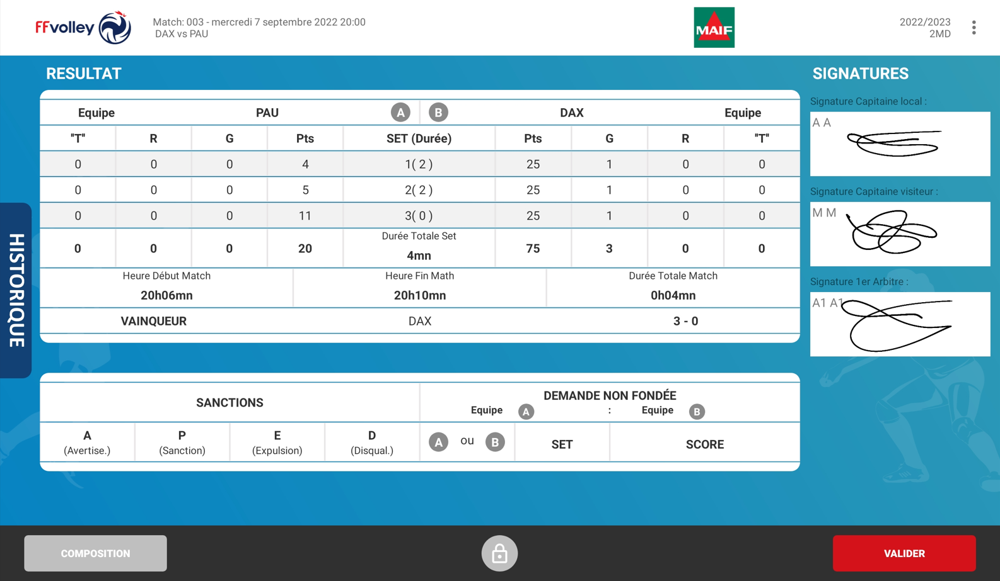 FFvolley
Match: 003 - mercredi 7 septembre 2022 20:00
DAX vs PAU
MAIF
2022/2023
2MD
RESULTAT
SIGNATURES
Equipe PAU A B DAX Equipe
"T" R G Pts SET (Durée) Pts G R "T"
0 0 0 4 1( 2 ) 25 1 0 0
0 0 0 5 2( 2 ) 25 1 0 0
0 0 0 11 3( 0 ) 25 1 0 0
Durée Totale Set
0 0 0 20 4mn 75 3 0 0
Heure Début Match Heure Fin Math Durée Totale Match
20h06mn 20h10mn 0h04mn
VAINQUEUR DAX 3 - 0
Signature Capitaine local :
A A
Signature Capitaine visiteur :
M M
Signature 1er Arbitre :
A1 A1
HISTORIQUE
SANCTIONS
DEMANDE NON FONDÉE
Equipe A : Equipe B
A P E D
(Avertise.) (Sanction) (Expulsion) (Disqual.)
A ou B SET SCORE
COMPOSITION
VALIDER